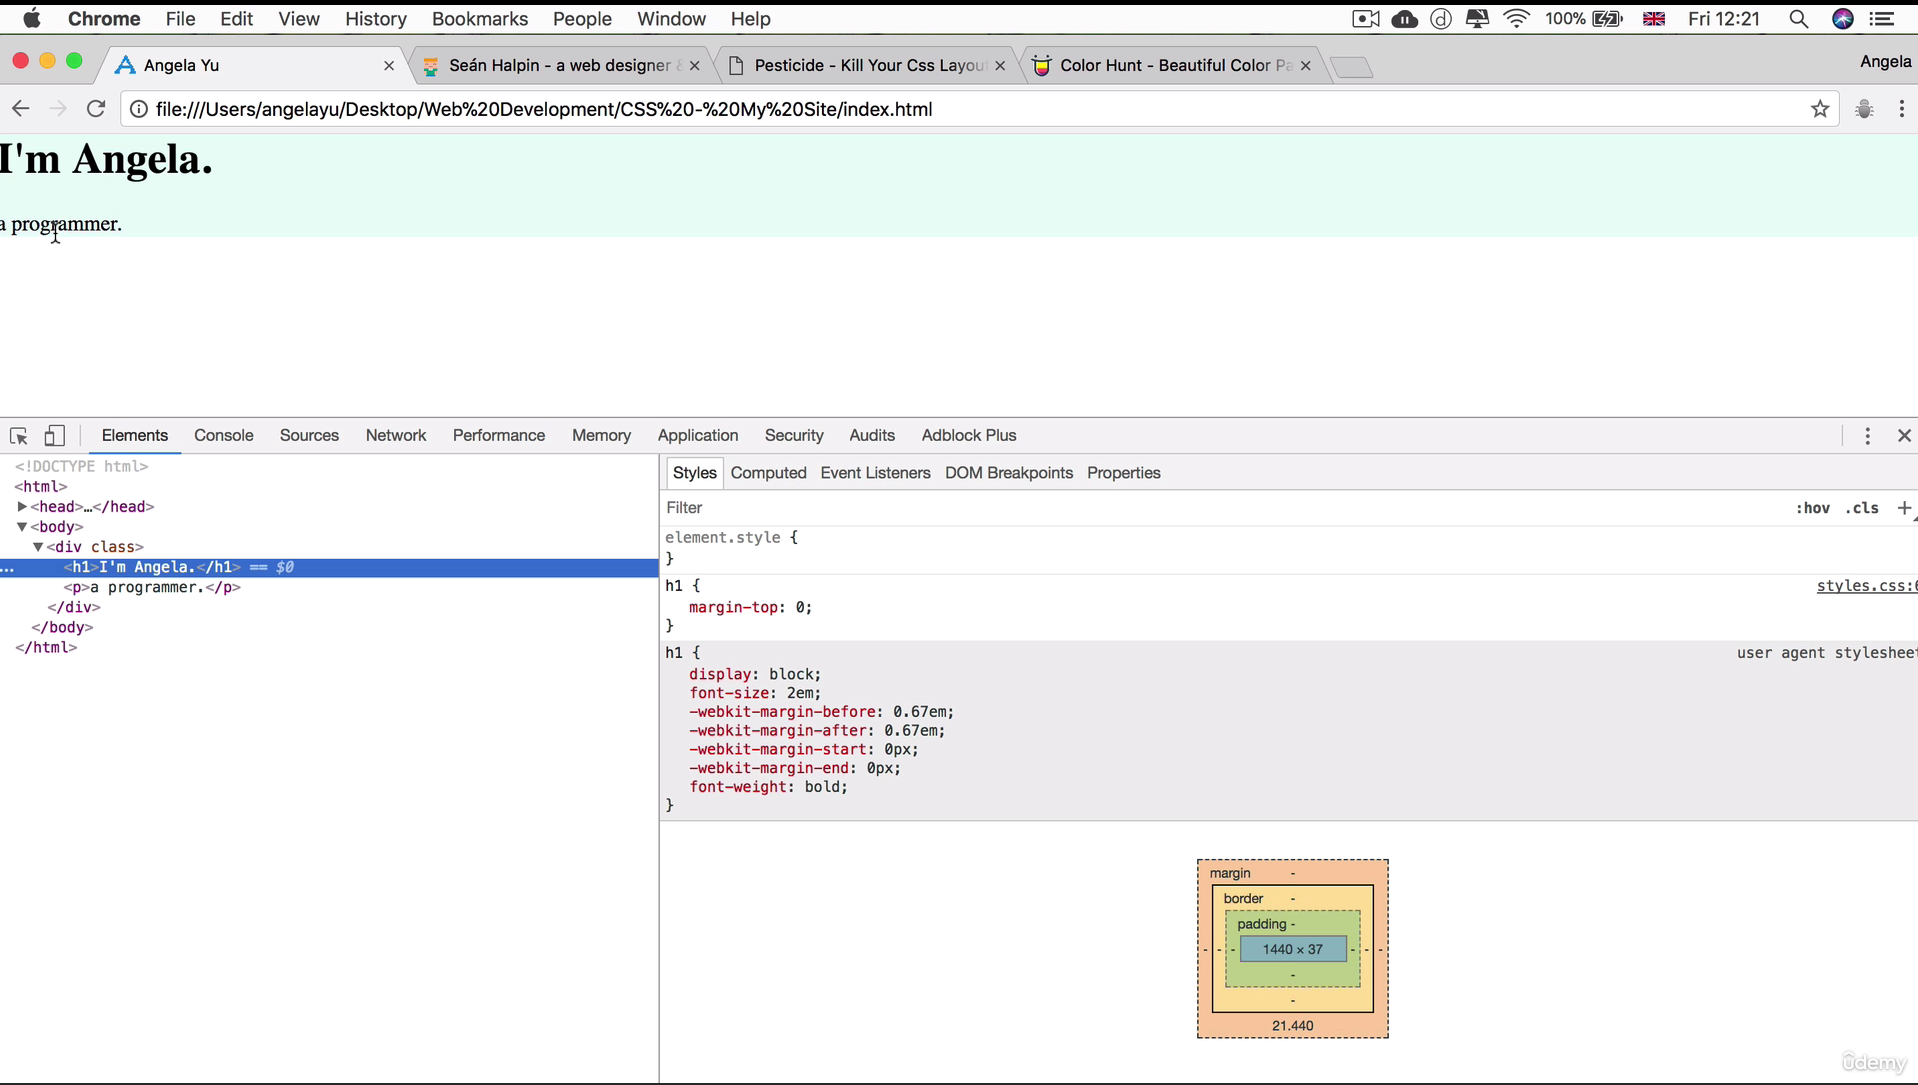 Chrome File Edit View History Bookmarks People Window Help 100% Fri 12:21
Angela Yu Seán Halpin - a web designer & Pesticide - Kill Your Css Layou Color Hunt - Beautiful Color Pa Angela
file:///Users/angelayu/Desktop/Web%20Development/CSS%20-%20My%20Site/index.html
I'm Angela.
a programmer.
Elements Console Sources Network Performance Memory Application Security Audits Adblock Plus
<!DOCTYPE html>
<html>
<head>…</head>
<body>
<div class>
... <h1>I'm Angela.</h1> == $0
<p>a programmer.</p>
</div>
</body>
</html>
Styles Computed Event Listeners DOM Breakpoints Properties
Filter :hov .cls +
element.style {
}
h1 { styles.css:6
margin-top: 0;
}
h1 { user agent stylesheet
display: block;
font-size: 2em;
-webkit-margin-before: 0.67em;
-webkit-margin-after: 0.67em;
-webkit-margin-start: 0px;
-webkit-margin-end: 0px;
font-weight: bold;
}
margin -
border -
padding -
- - - 1440 × 37 - - -
-
-
21.440
ûdemy